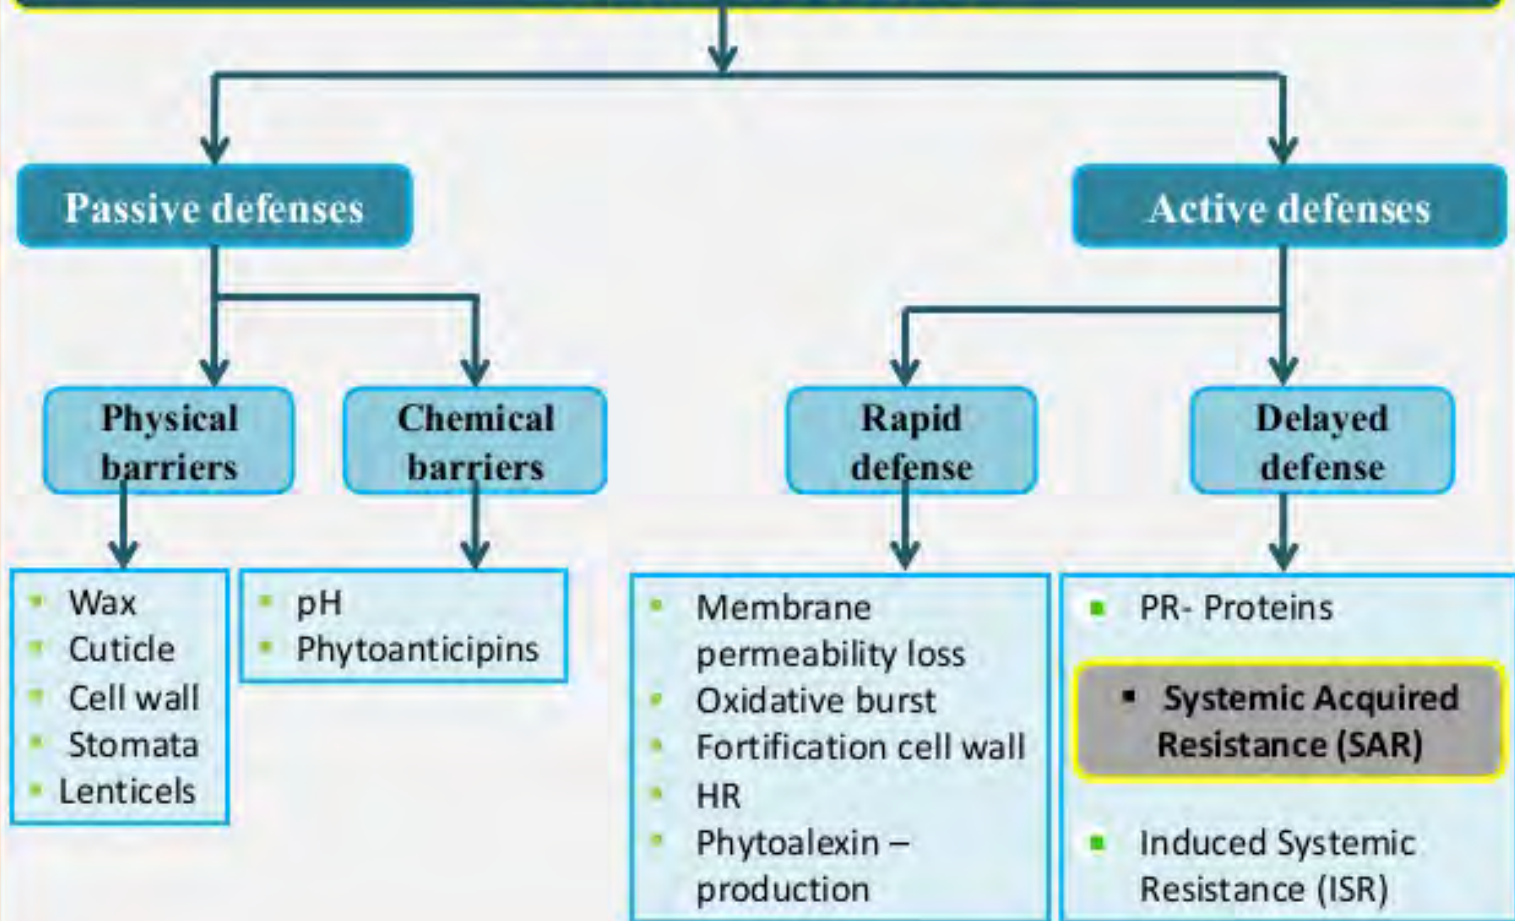 Passive defenses
Active defenses
Physical
barriers
Chemical
barriers
Rapid
defense
Delayed
defense
▪ Wax
▪ Cuticle
▪ Cell wall
▪ Stomata
▪ Lenticels
▪ pH
▪ Phytoanticipins
▪ Membrane
permeability loss
▪ Oxidative burst
▪ Fortification cell wall
▪ HR
▪ Phytoalexin –
production
▪ PR- Proteins
▪ Systemic Acquired
Resistance (SAR)
▪ Induced Systemic
Resistance (ISR)